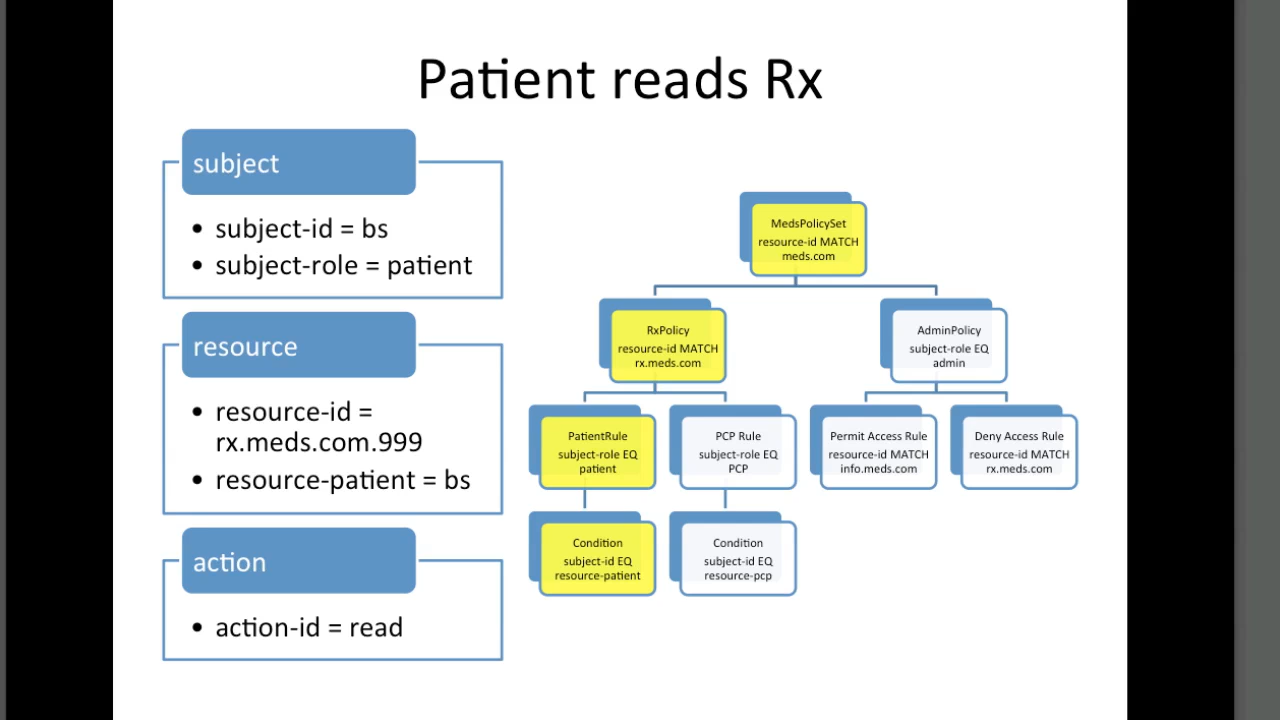 Patient reads Rx
subject
• subject-id = bs
• subject-role = patient
resource
• resource-id =
rx.meds.com.999
• resource-patient = bs
action
• action-id = read
MedsPolicySet
resource-id MATCH
meds.com
RxPolicy
resource-id MATCH
rx.meds.com
AdminPolicy
subject-role EQ
admin
PatientRule
subject-role EQ
patient
PCP Rule
subject-role EQ
PCP
Permit Access Rule
resource-id MATCH
info.meds.com
Deny Access Rule
resource-id MATCH
rx.meds.com
Condition
subject-id EQ
resource-patient
Condition
subject-id EQ
resource-pcp